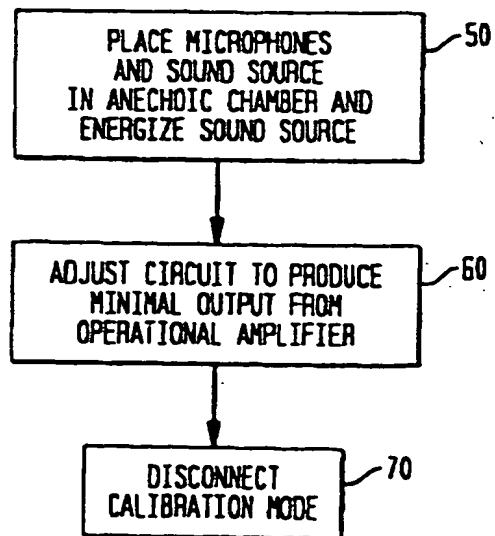 PLACE MICROPHONES
AND SOUND SOURCE
IN ANECHOIC CHAMBER AND
ENERGIZE SOUND SOURCE
50
ADJUST CIRCUIT TO PRODUCE
MINIMAL OUTPUT FROM
OPERATIONAL AMPLIFIER
60
DISCONNECT
CALIBRATION MODE
70